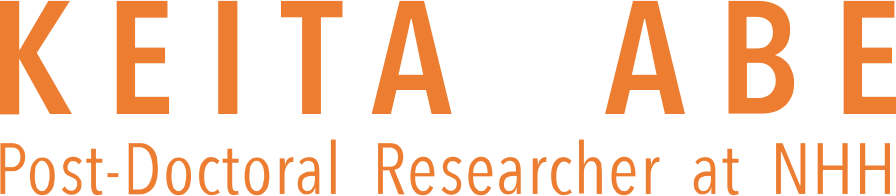 KEITA ABE
Post-Doctoral Researcher at NHH